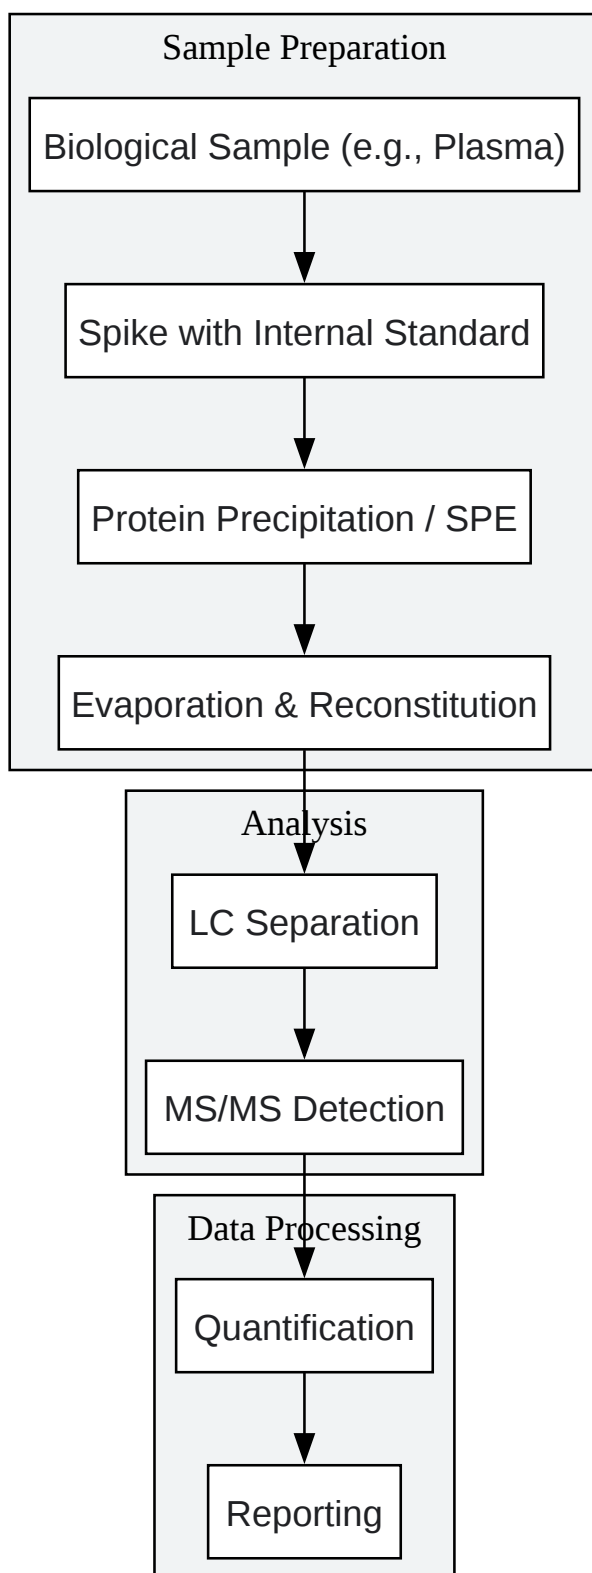 Sample Preparation
Biological Sample (e.g., Plasma)
Spike with Internal Standard
Protein Precipitation / SPE
Evaporation & Reconstitution
Analysis
LC Separation
MS/MS Detection
Data Processing
Quantification
Reporting